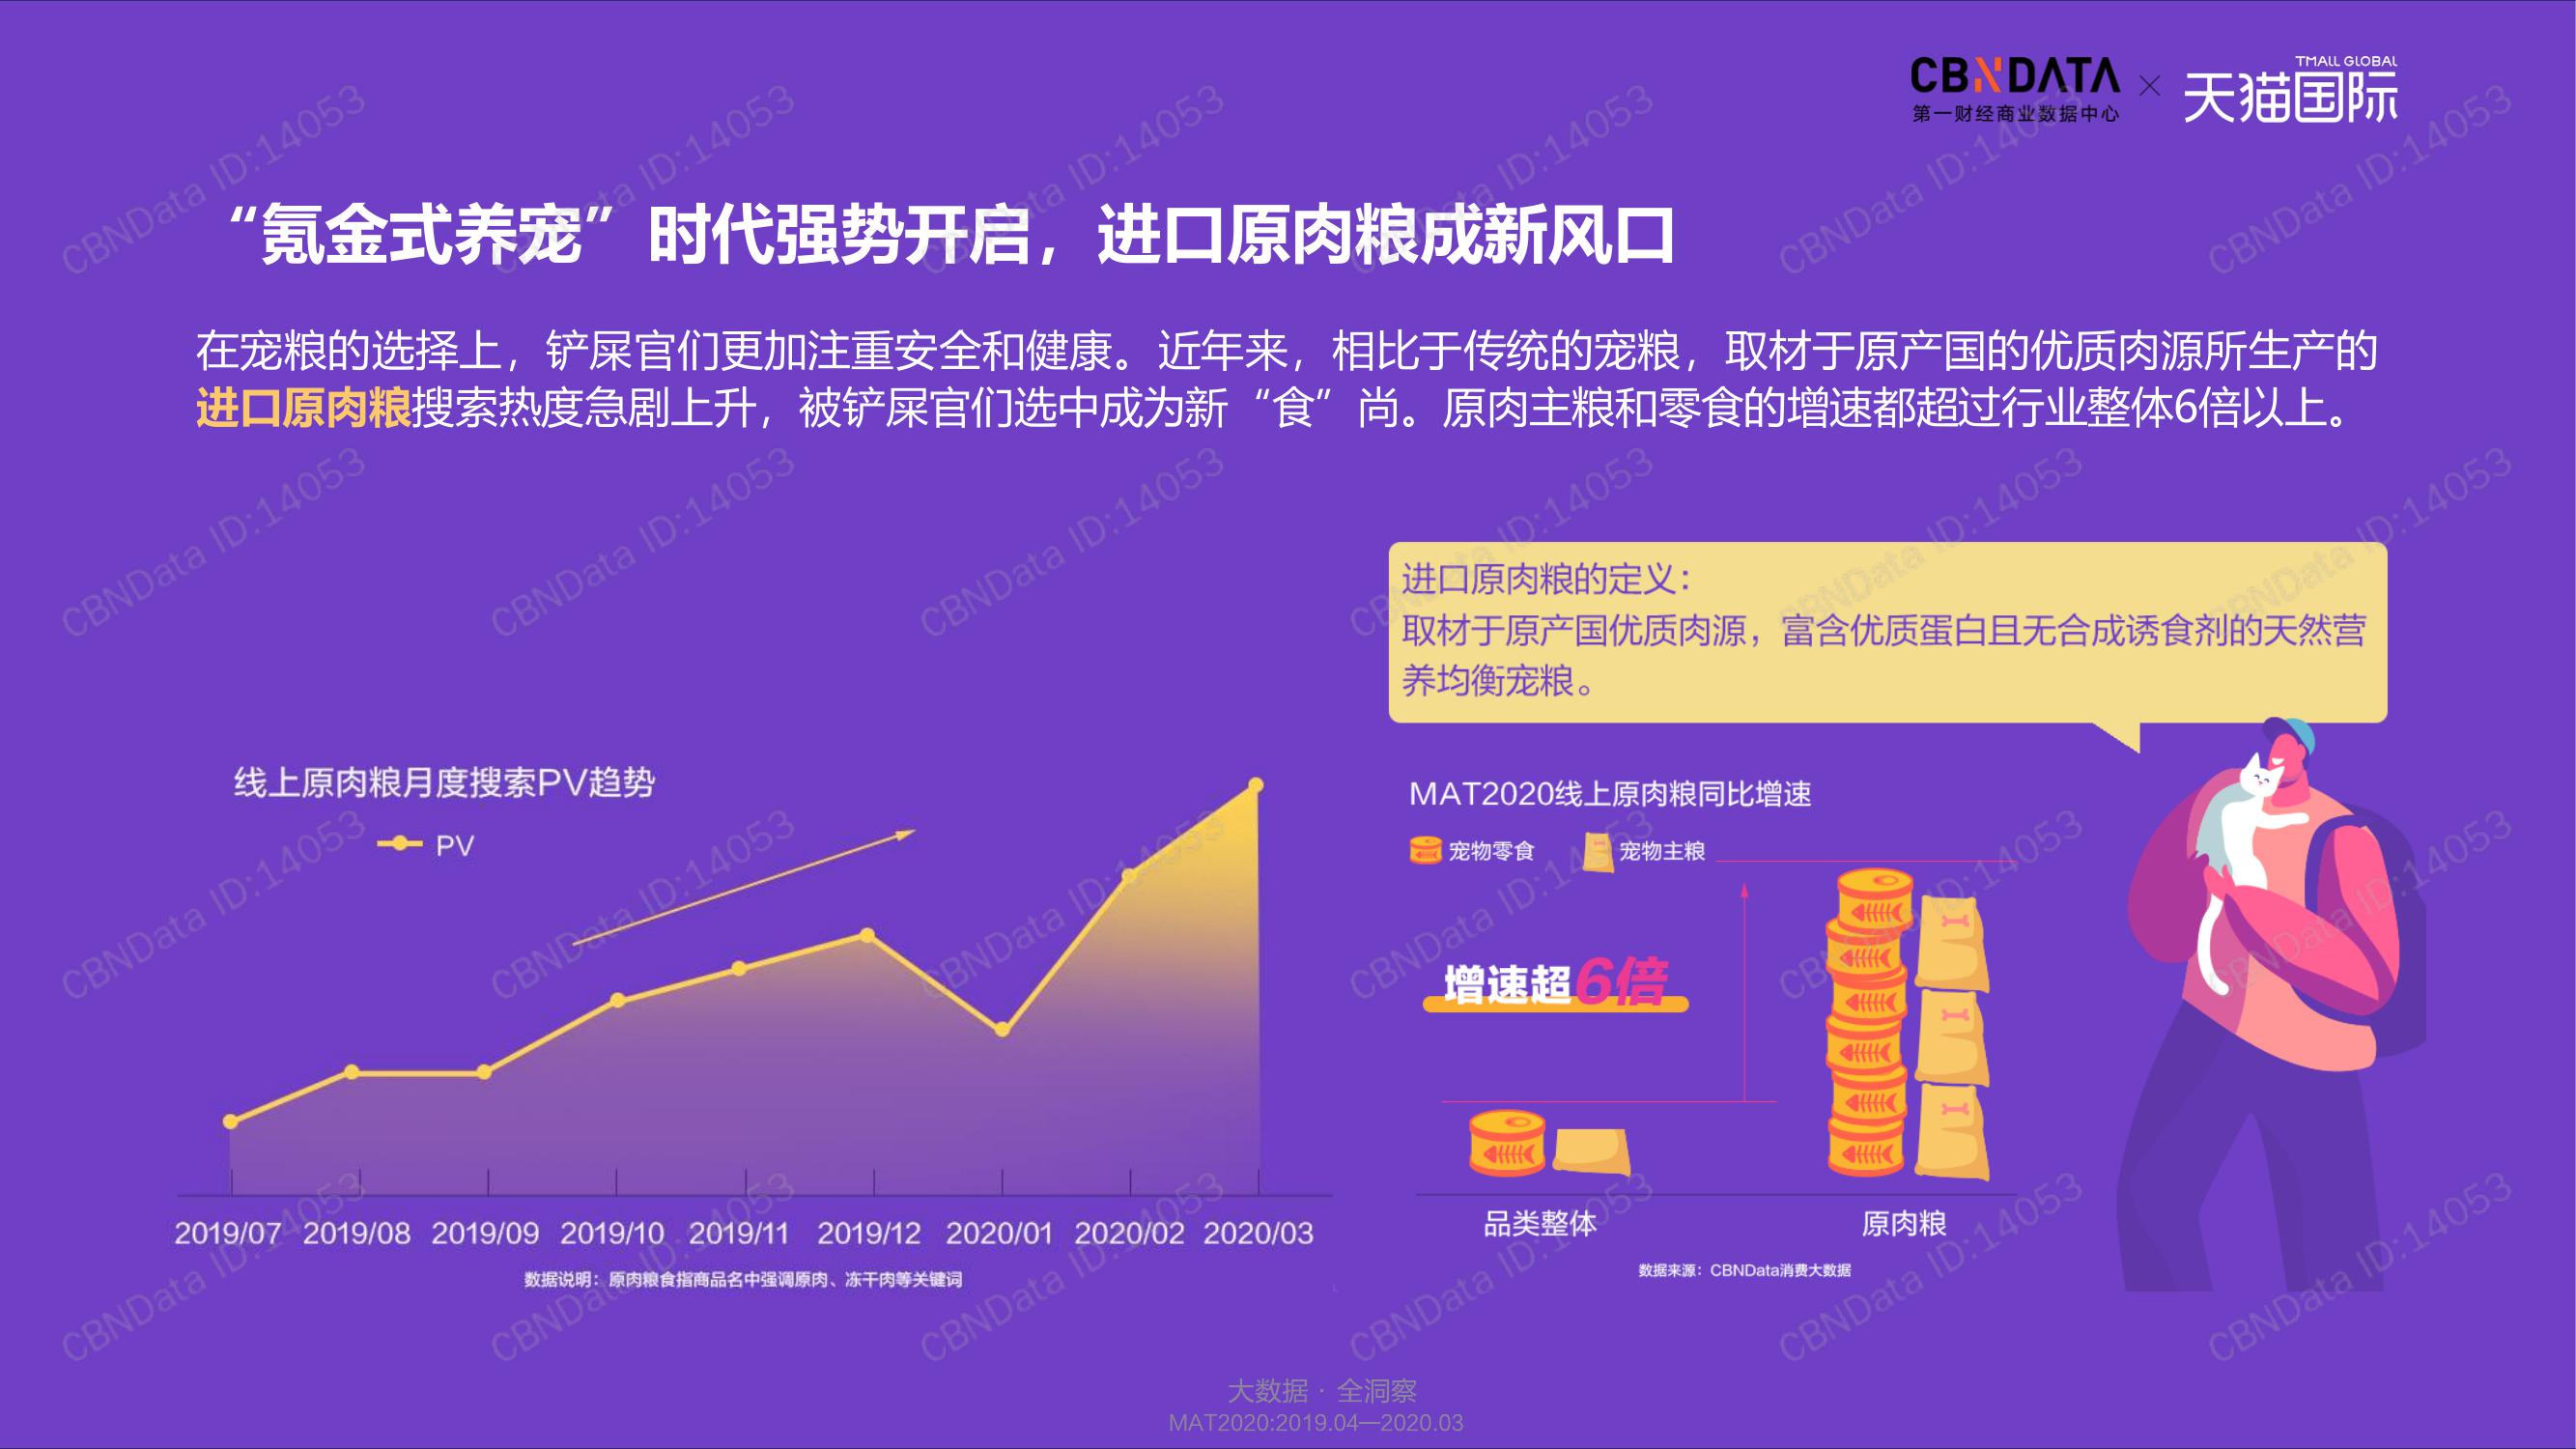 CBNDATA × TMALL GLOBAL
第一财经商业数据中心 天猫国际
“氪金式养宠”时代强势开启，进口原肉粮成新风口
在宠粮的选择上，铲屎官们更加注重安全和健康。近年来，相比于传统的宠粮，取材于原产国的优质肉源所生产的
进口原肉粮搜索热度急剧上升，被铲屎官们选中成为新“食”尚。原肉主粮和零食的增速都超过行业整体6倍以上。
进口原肉粮的定义：
取材于原产国优质肉源，富含优质蛋白且无合成诱食剂的天然营
养均衡宠粮。
线上原肉粮月度搜索PV趋势
PV
2019/07 2019/08 2019/09 2019/10 2019/11 2019/12 2020/01 2020/02 2020/03
数据说明：原肉粮食指商品名中强调原肉、冻干肉等关键词
MAT2020线上原肉粮同比增速
宠物零食 宠物主粮
增速超6倍
品类整体 原肉粮
数据来源：CBNData消费大数据
大数据 · 全洞察
MAT2020:2019.04—2020.03
CBNData ID:14053